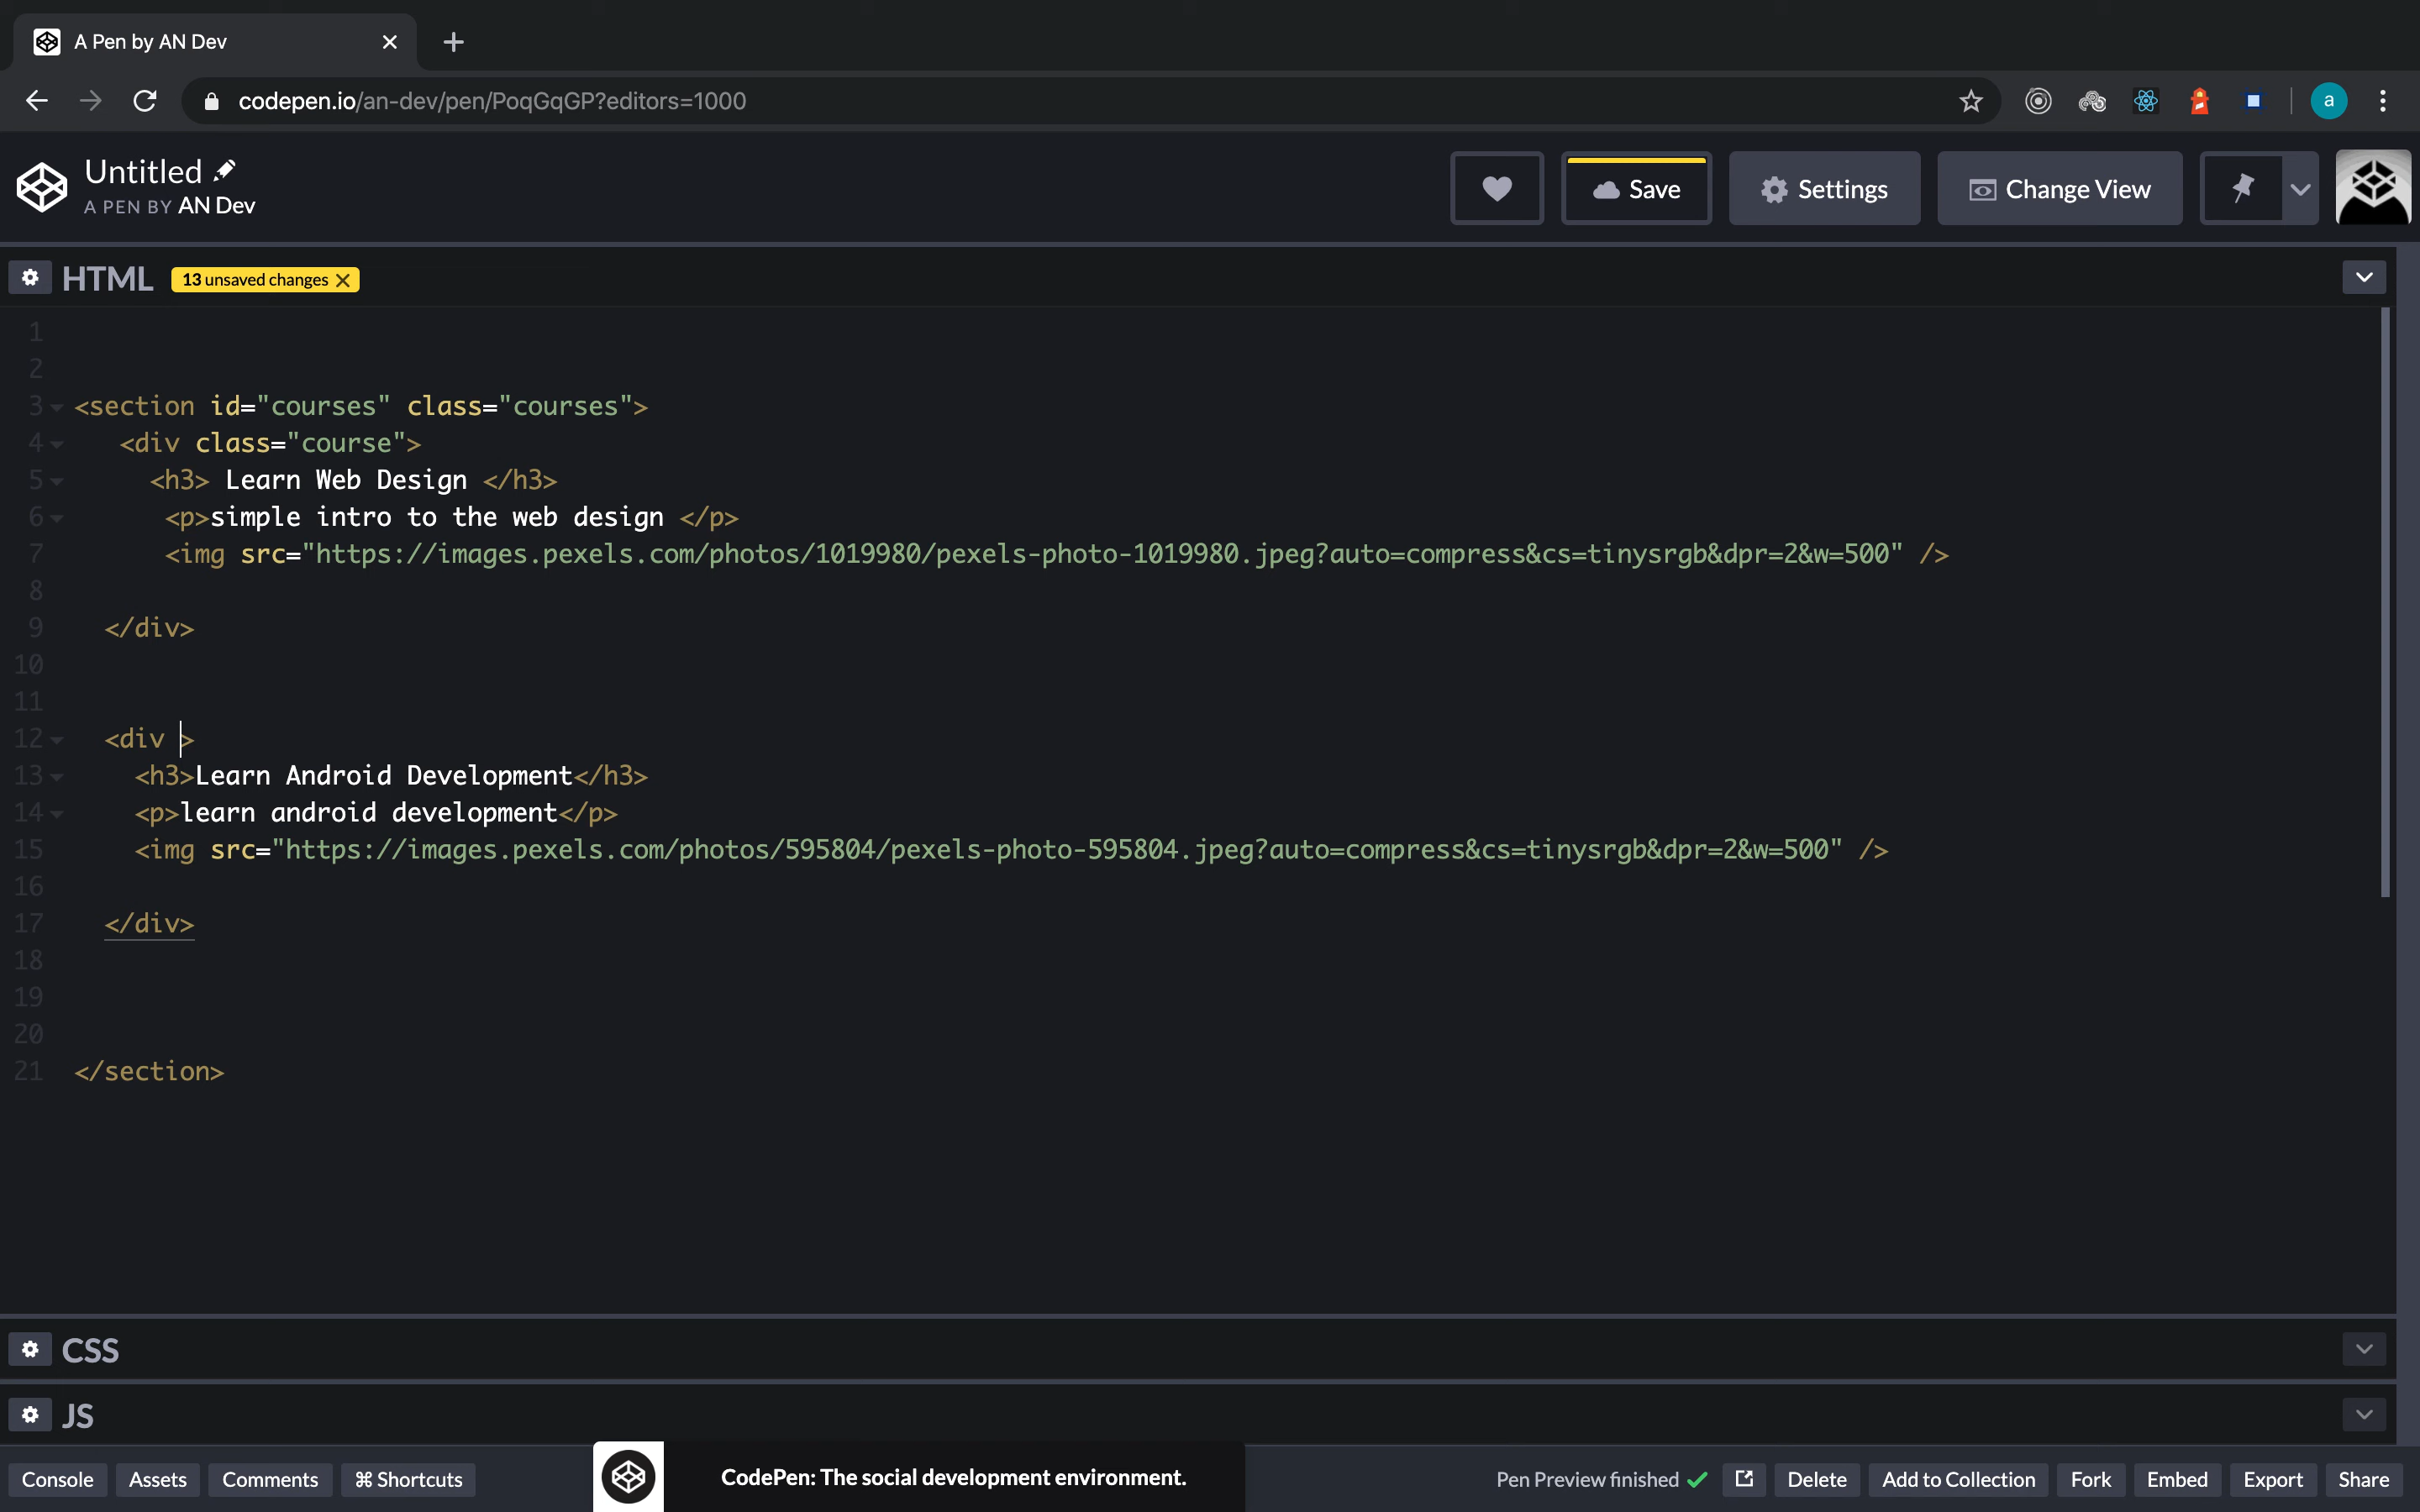 A Pen by AN Dev
codepen.io/an-dev/pen/PoqGqGP?editors=1000
a
Untitled
A PEN BY AN Dev
Save
Settings
Change View
HTML
13 unsaved changes
1
2
3 <section id="courses" class="courses">
4 <div class="course">
5 <h3> Learn Web Design </h3>
6 <p>simple intro to the web design </p>
7 <img src="https://images.pexels.com/photos/1019980/pexels-photo-1019980.jpeg?auto=compress&cs=tinysrgb&dpr=2&w=500" />
8
9 </div>
10
11
12 <div >
13 <h3>Learn Android Development</h3>
14 <p>learn android development</p>
15 <img src="https://images.pexels.com/photos/595804/pexels-photo-595804.jpeg?auto=compress&cs=tinysrgb&dpr=2&w=500" />
16
17 </div>
18
19
20
21 </section>
CSS
JS
Console Assets Comments ⌘ Shortcuts CodePen: The social development environment. Pen Preview finished Delete Add to Collection Fork Embed Export Share